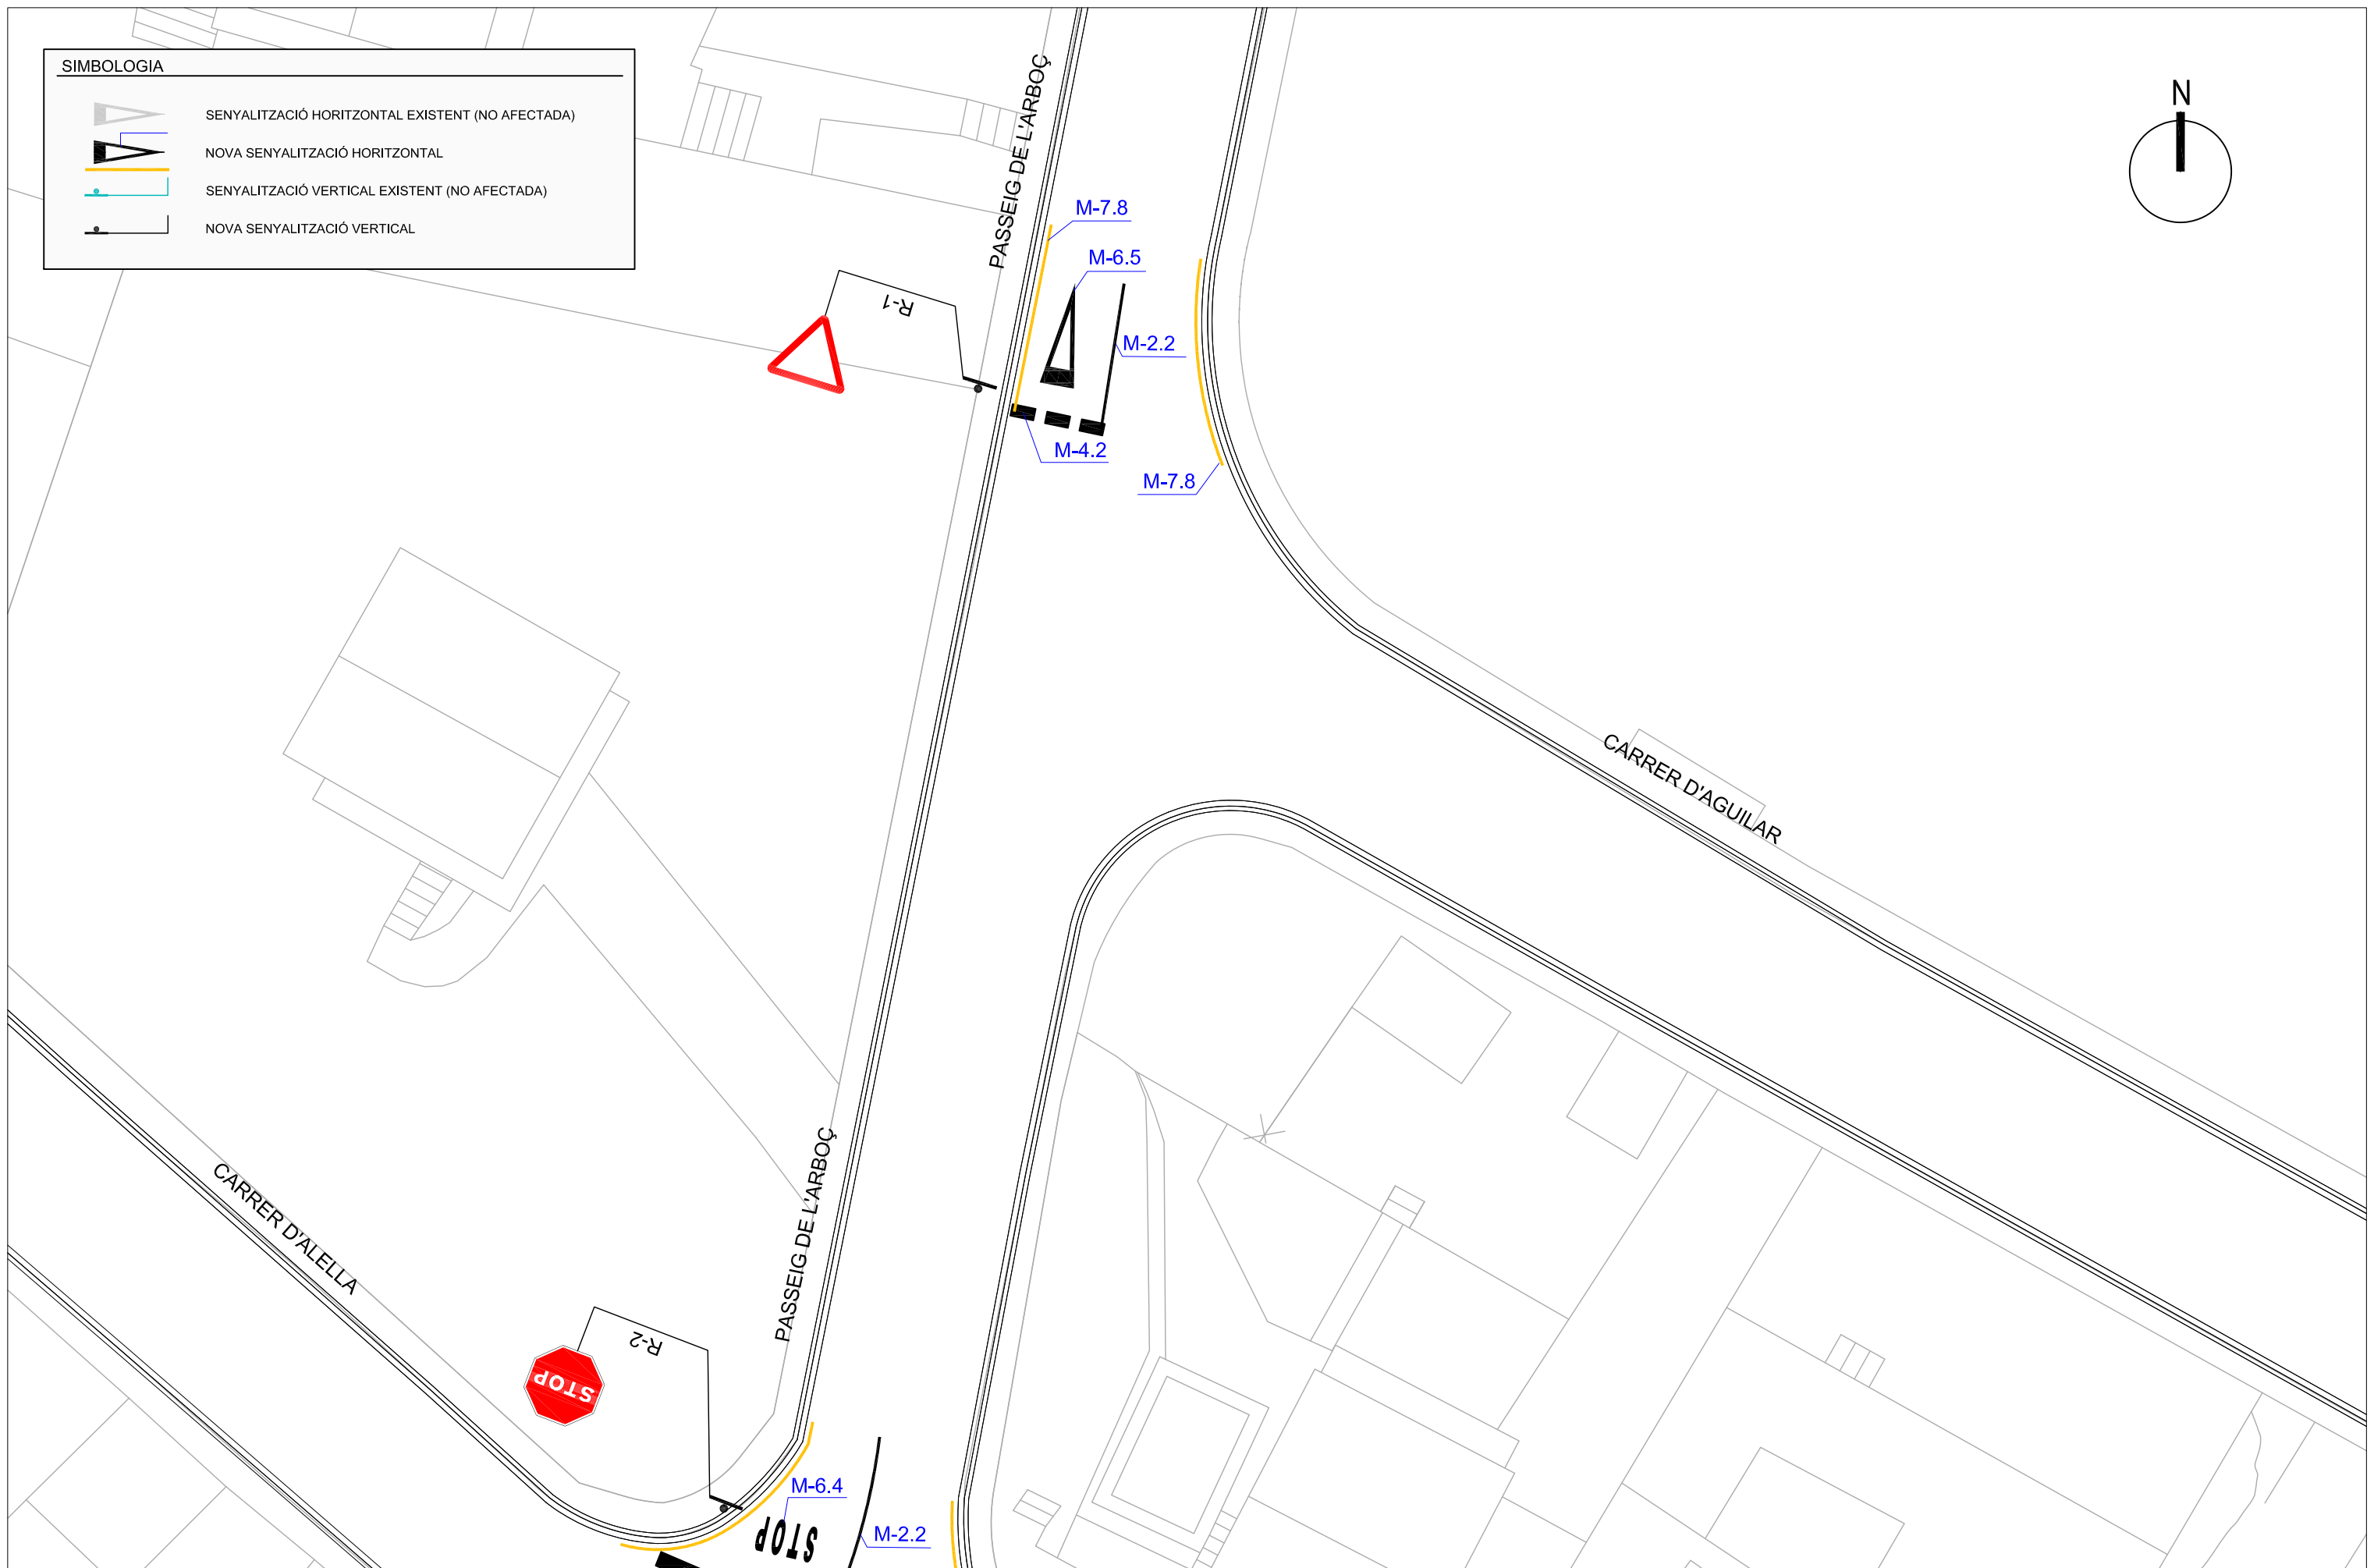 SIMBOLOGIA
SENYALITZACIÓ HORITZONTAL EXISTENT (NO AFECTADA)
NOVA SENYALITZACIÓ HORITZONTAL
SENYALITZACIÓ VERTICAL EXISTENT (NO AFECTADA)
NOVA SENYALITZACIÓ VERTICAL
N
PASSEIG DE L'ARBOÇ
M-7.8
M-6.5
R-1
M-2.2
M-4.2
M-7.8
CARRER D'AGUILAR
CARRER D'ALELLA
PASSEIG DE L'ARBOÇ
R-2
STOP
M-6.4
STOP
M-2.2